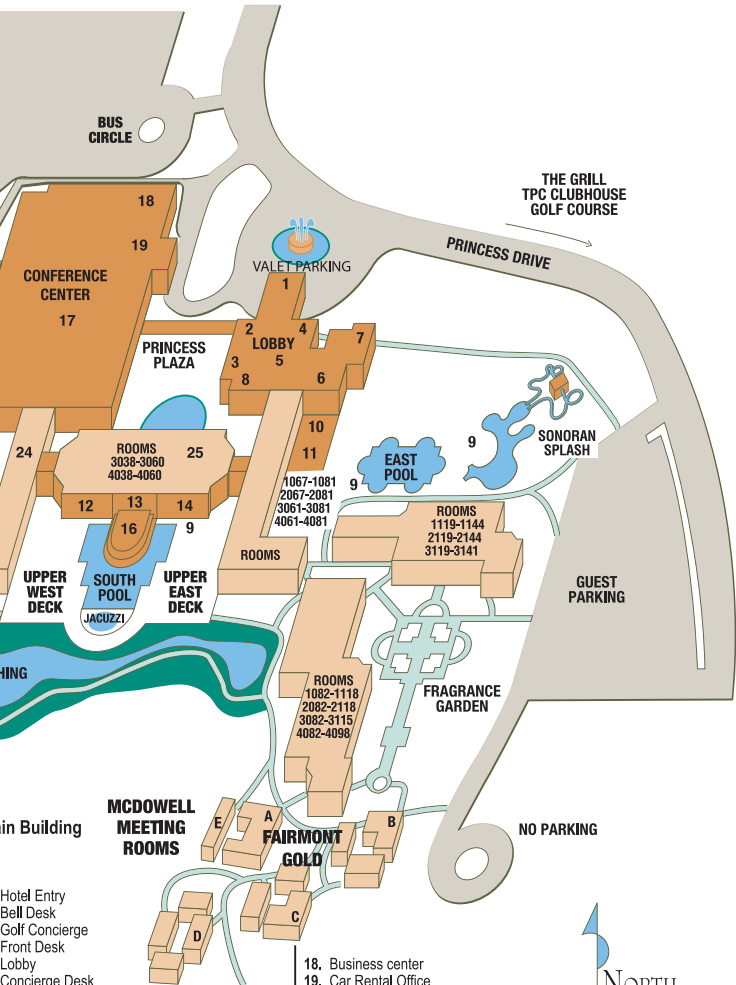 BUS
CIRCLE
THE GRILL
TPC CLUBHOUSE
GOLF COURSE
PRINCESS DRIVE
18
19
CONFERENCE
CENTER
17
VALET PARKING
1
2
4
LOBBY
5
7
3
8
6
PRINCESS
PLAZA
10
11
24
ROOMS
3038-3060
4038-4060
25
12
13
14
16
9
1067-1081
2067-2081
3061-3081
4061-4081
9
EAST
POOL
9
SONORAN
SPLASH
ROOMS
1119-1144
2119-2144
3119-3141
ROOMS
UPPER
WEST
DECK
SOUTH
POOL
UPPER
EAST
DECK
JACUZZI
GUEST
PARKING
HING
ROOMS
1082-1118
2082-2118
3082-3115
4082-4098
FRAGRANCE
GARDEN
MCDOWELL
MEETING
ROOMS
E
A
FAIRMONT
GOLD
B
C
D
NO PARKING
in Building
Hotel Entry
Bell Desk
Golf Concierge
Front Desk
Lobby
Concierge Desk
18. Business center
19. Car Rental Office
NORTH